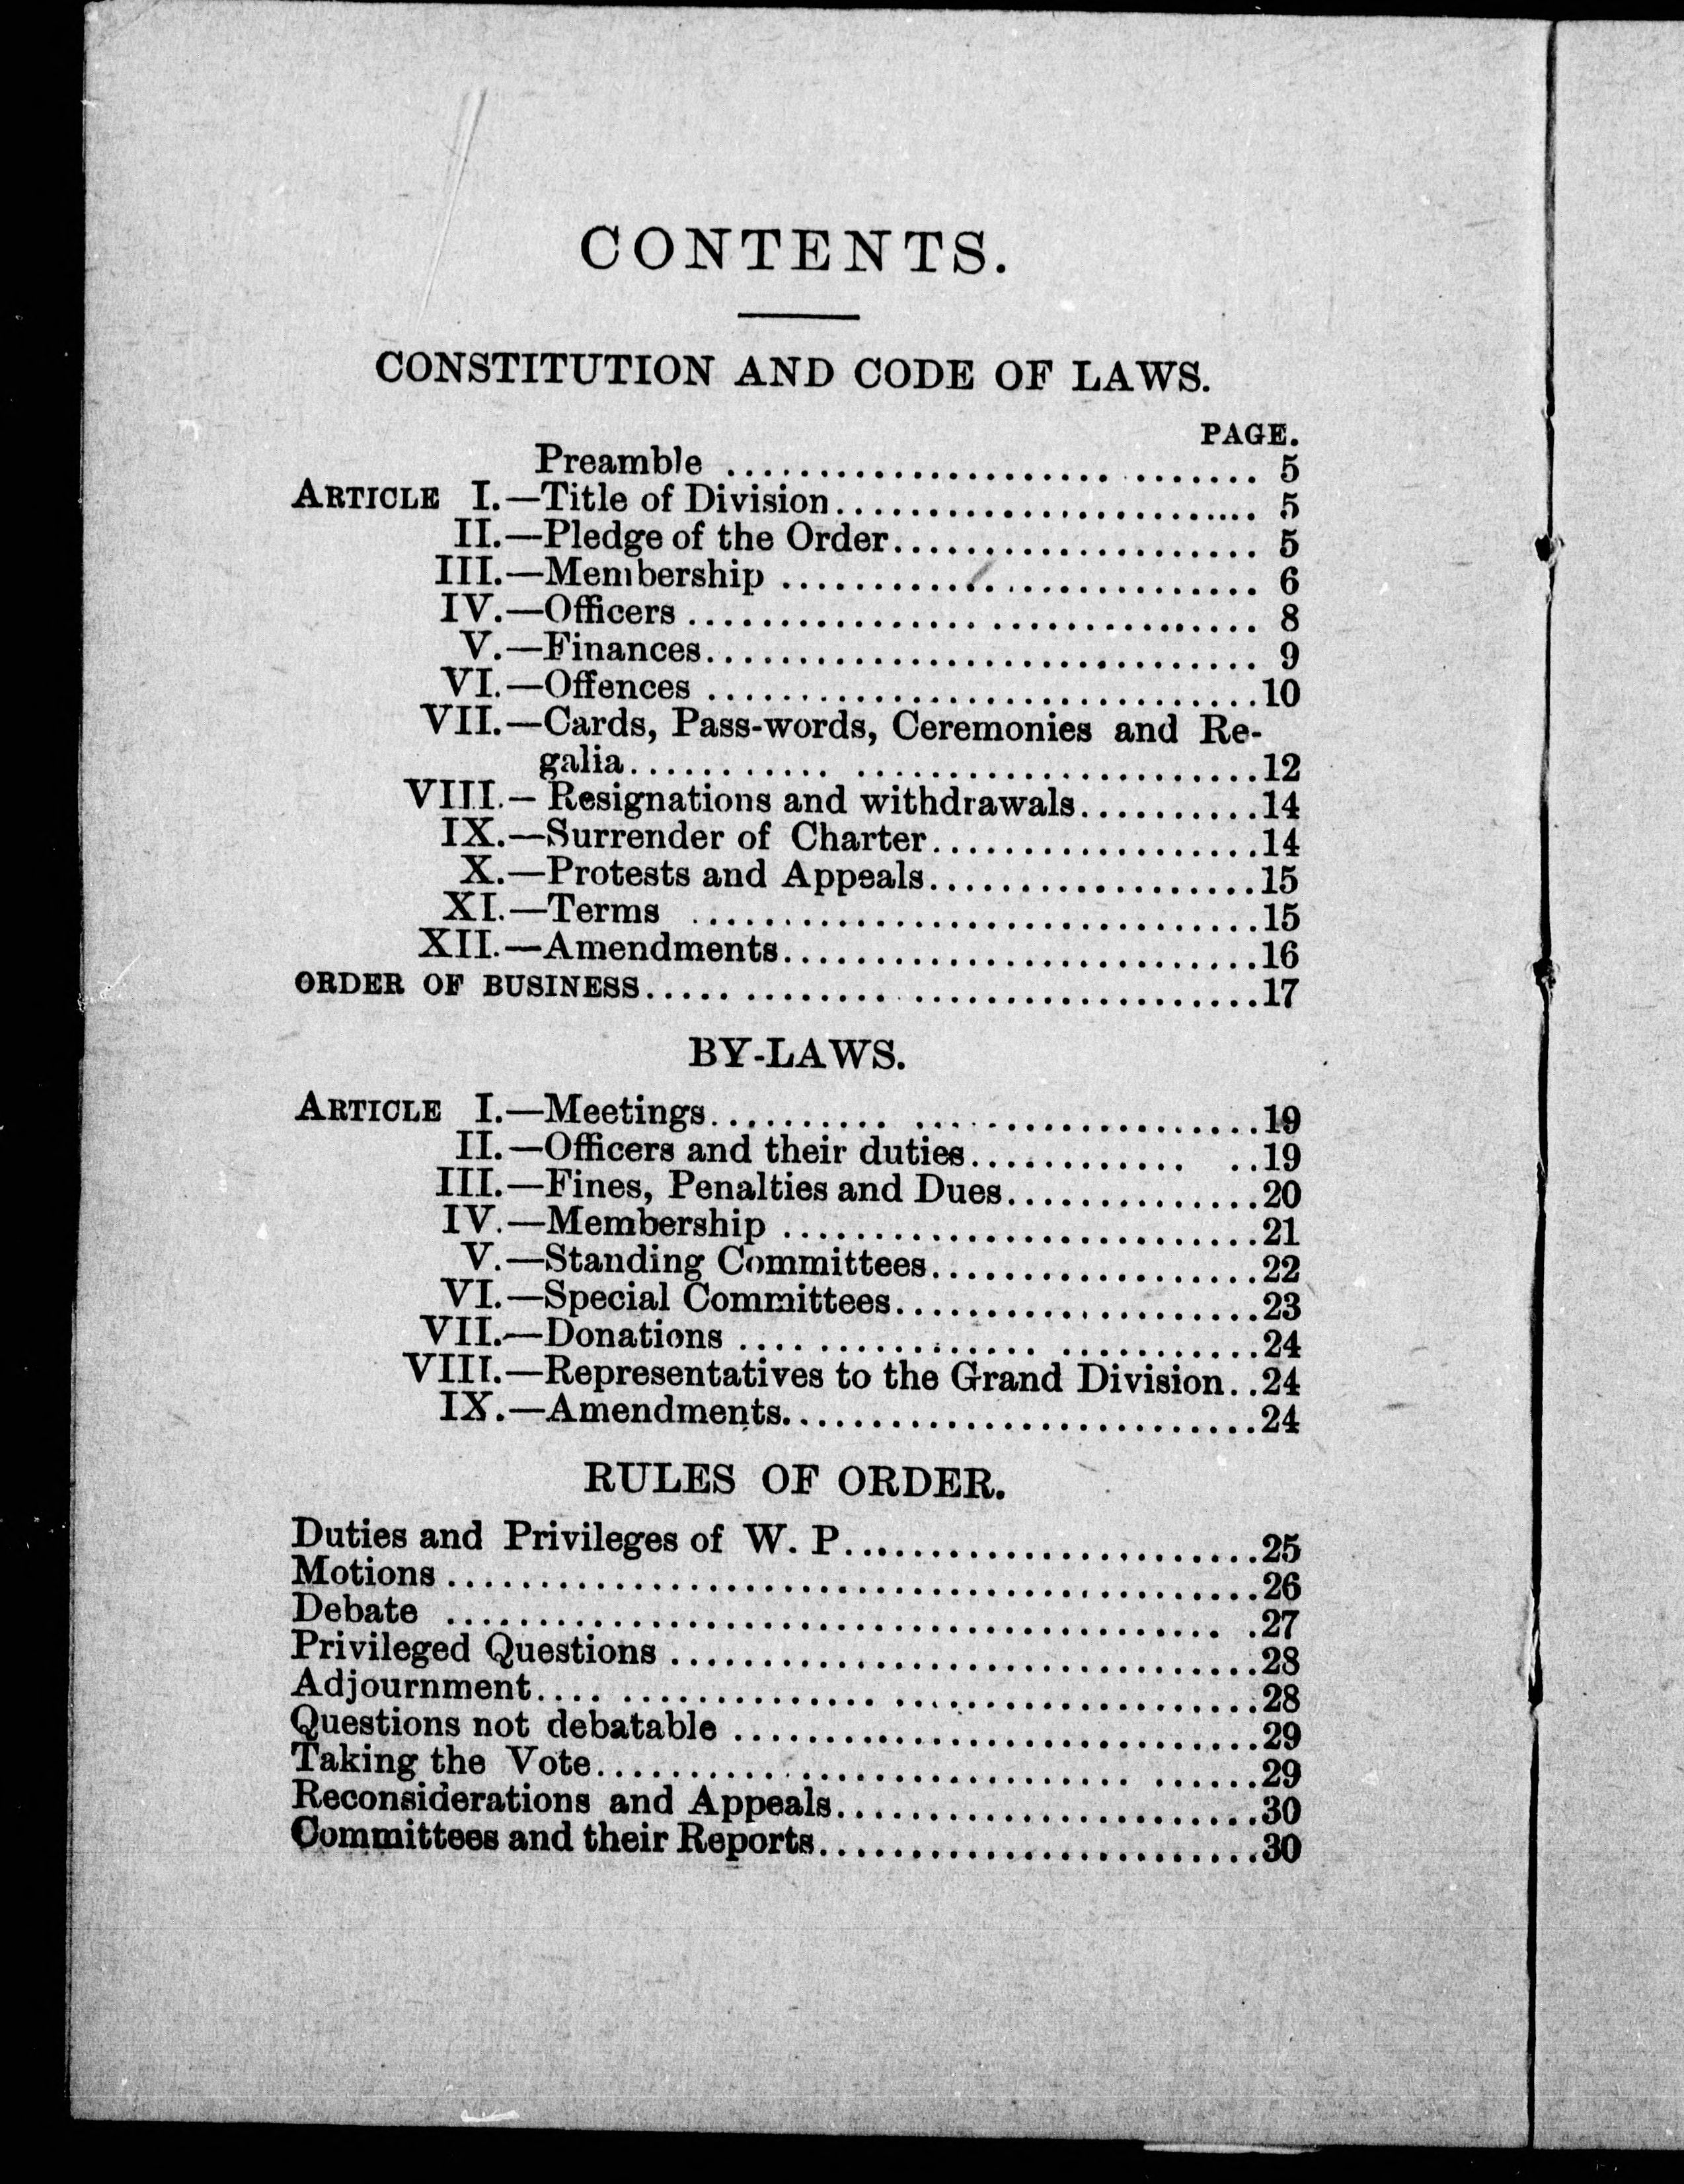 CONTENTS.
CONSTITUTION AND CODE OF LAWS.
PAGE.
Preamble ............................ 5
ARTICLE I.—Title of Division............................ 5
II.—Pledge of the Order.................... 5
III.—Membership .......................... 6
IV.—Officers .............................. 8
V.—Finances.............................. 9
VI.—Offences ..............................10
VII.—Cards, Pass-words, Ceremonies and Re-
galia..................................12
VIII.—Resignations and withdrawals..........14
IX.—Surrender of Charter..................14
X.—Protests and Appeals..................15
XI.—Terms ...............................15
XII.—Amendments..........................16
ORDER OF BUSINESS..................................17
BY-LAWS.
ARTICLE I.—Meetings..............................19
II.—Officers and their duties............ ..19
III.—Fines, Penalties and Dues..............20
IV.—Membership ..........................21
V.—Standing Committees..................22
VI.—Special Committees....................23
VII.—Donations ............................24
VIII.—Representatives to the Grand Division..24
IX.—Amendments..........................24
RULES OF ORDER.
Duties and Privileges of W. P.......................25
Motions ............................................26
Debate .......................................... .27
Privileged Questions ................................28
Adjournment.... ....................................28
Questions not debatable .............................29
Taking the Vote............................. ......29
Reconsiderations and Appeals.......................30
Committees and their Reports........................30